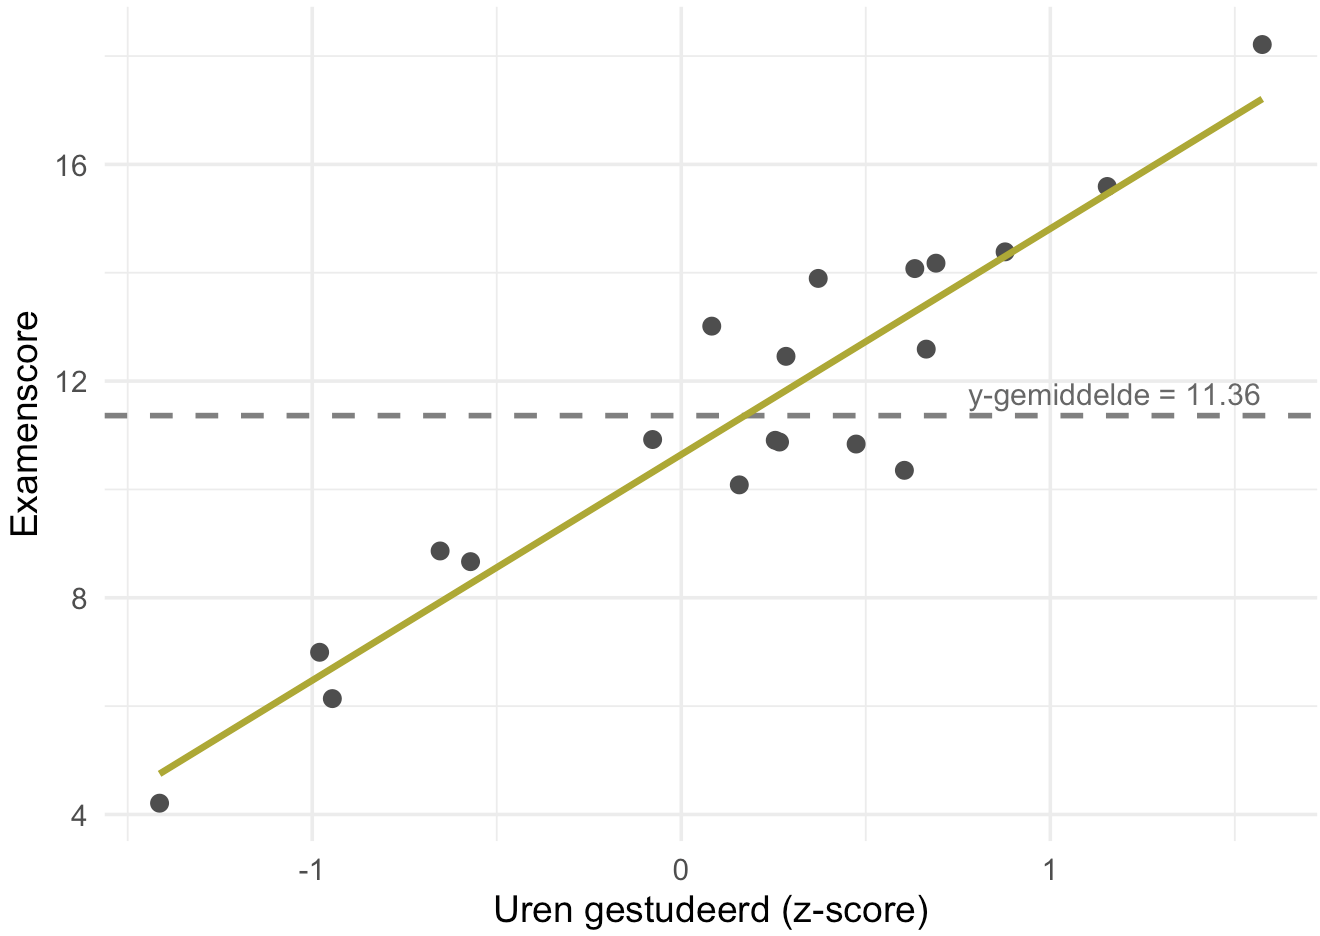 16
12
8
4
y-gemiddelde = 11.36
Examenscore
-1
0
1
Uren gestudeerd (z-score)